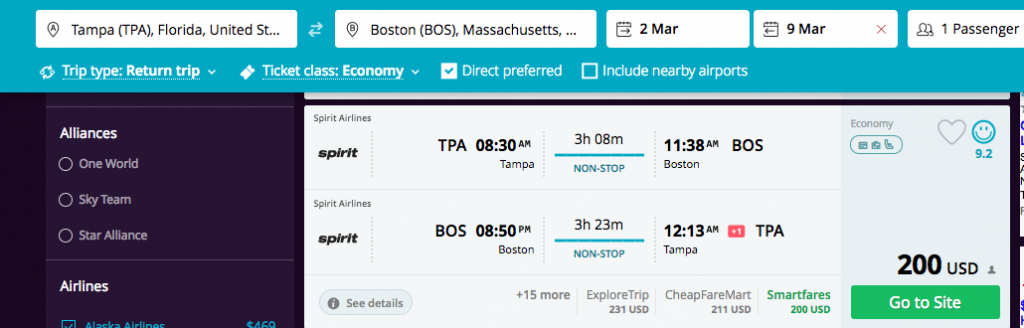 Tampa (TPA), Florida, United St...
Boston (BOS), Massachusetts, ...
2 Mar
9 Mar
1 Passenger
Trip type: Return trip
Ticket class: Economy
Direct preferred
Include nearby airports
Alliances
One World
Sky Team
Star Alliance
Airlines
Alaska Airlines $469
Spirit Airlines
spirit
TPA 08:30 AM
Tampa
3h 08m
NON-STOP
11:38 AM BOS
Boston
Spirit Airlines
spirit
BOS 08:50 PM
Boston
3h 23m
NON-STOP
12:13 AM +1 TPA
Tampa
See details
+15 more
ExploreTrip
231 USD
CheapFareMart
211 USD
Smartfares
200 USD
Economy
9.2
200 USD
Go to Site